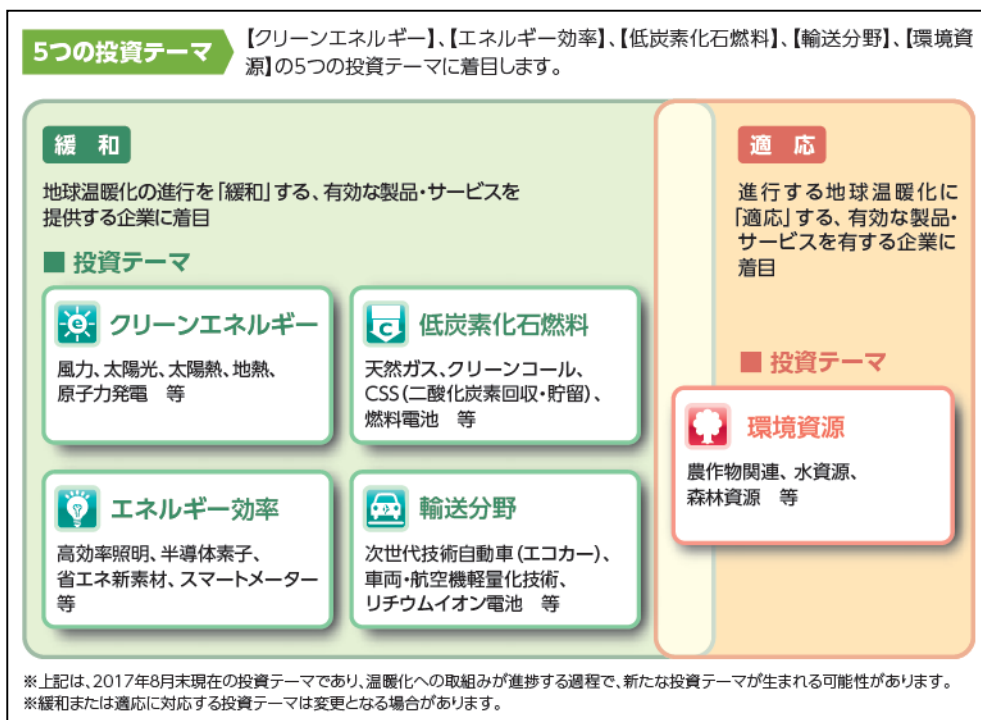 5つの投資テーマ
【クリーンエネルギー】、【エネルギー効率】、【低炭素化石燃料】、【輸送分野】、【環境資
源】の5つの投資テーマに着目します。
緩 和
地球温暖化の進行を「緩和」する、有効な製品・サービスを
提供する企業に着目
■ 投資テーマ
クリーンエネルギー
風力、太陽光、太陽熱、地熱、
原子力発電 等
低炭素化石燃料
天然ガス、クリーンコール、
CSS(二酸化炭素回収・貯留)、
燃料電池 等
エネルギー効率
高効率照明、半導体素子、
省エネ新素材、スマートメーター
等
輸送分野
次世代技術自動車(エコカー)、
車両・航空機軽量化技術、
リチウムイオン電池 等
適 応
進行する地球温暖化に
「適応」する、有効な製品・
サービスを有する企業に
着目
■ 投資テーマ
環境資源
農作物関連、水資源、
森林資源 等
※上記は、2017年8月末現在の投資テーマであり、温暖化への取組みが進捗する過程で、新たな投資テーマが生まれる可能性があります。
※緩和または適応に対応する投資テーマは変更となる場合があります。